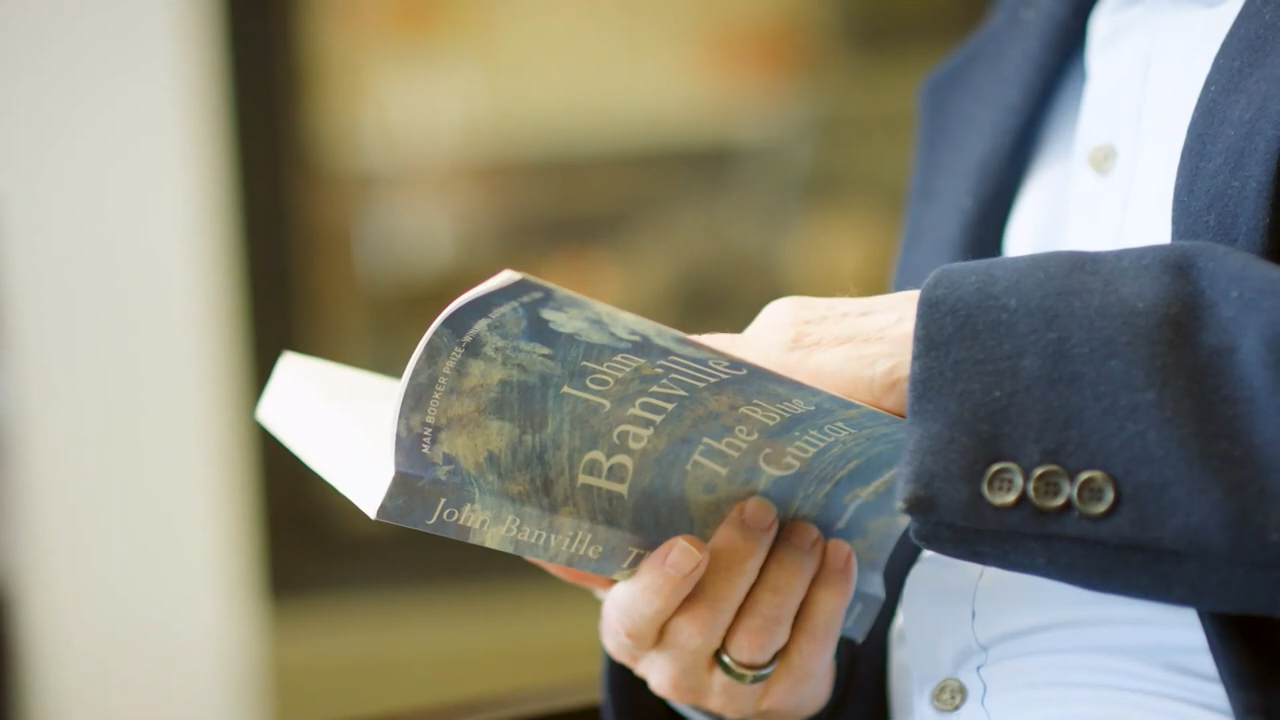 MAN BOOKER PRIZE-WINNING
John
Banville
The Blue
Guitar
John Banville